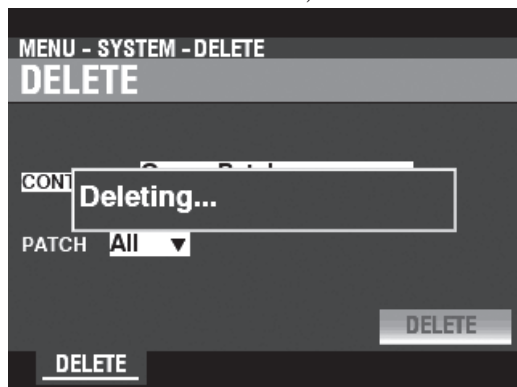 MENU - SYSTEM - DELETE
DELETE
CONT
Deleting...
PATCH All ▼
DELETE
DELETE